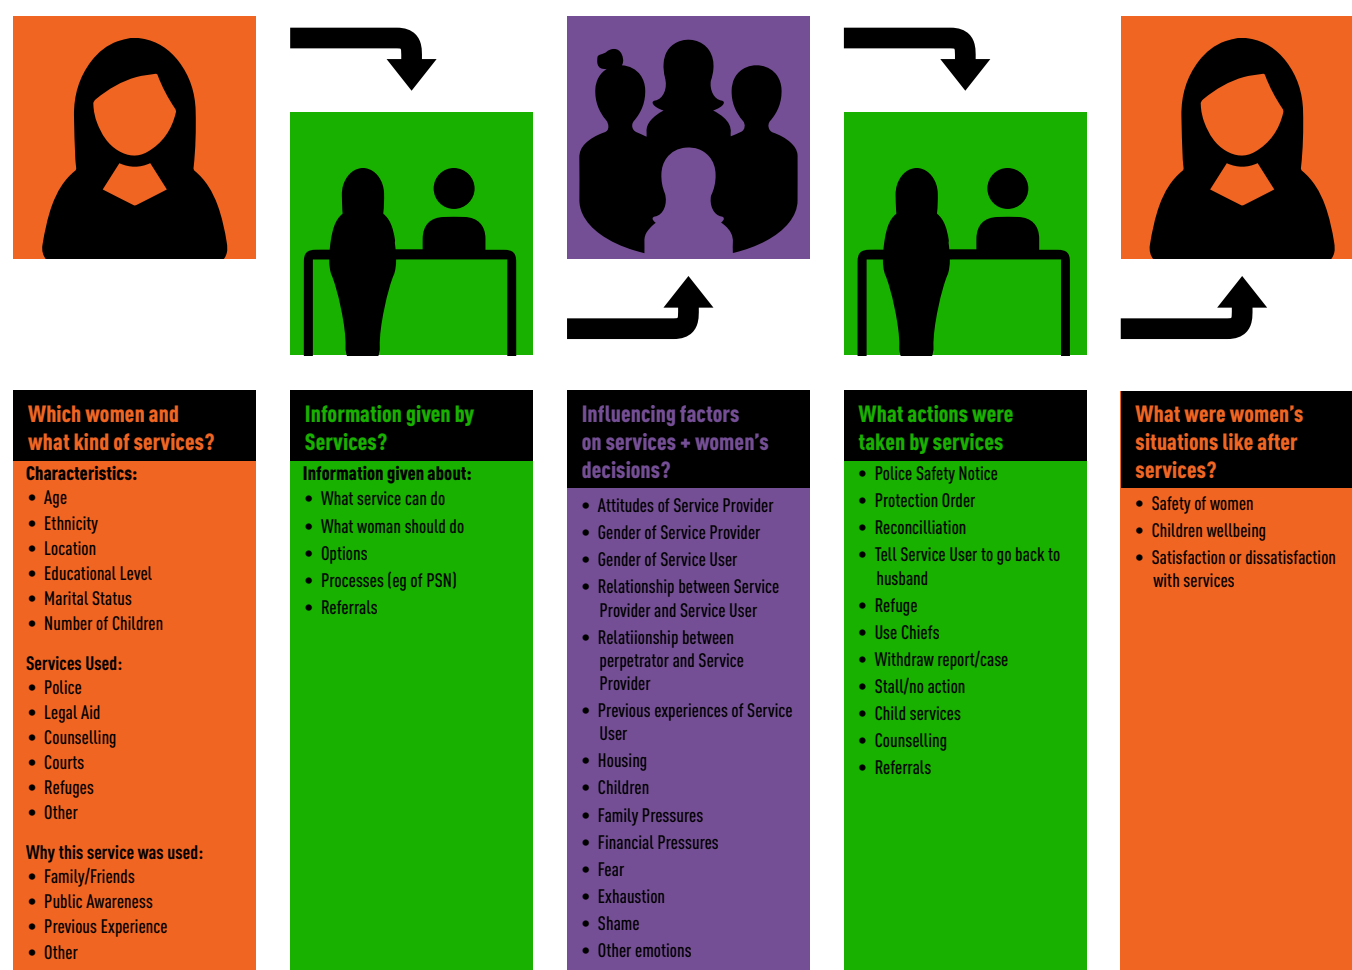 Which women and
what kind of services?
Characteristics:
• Age
• Ethnicity
• Location
• Educational Level
• Marital Status
• Number of Children
Services Used:
• Police
• Legal Aid
• Counselling
• Courts
• Refuges
• Other
Why this service was used:
• Family/Friends
• Public Awareness
• Previous Experience
• Other
Information given by
Services?
Information given about:
• What service can do
• What woman should do
• Options
• Processes (eg of PSN)
• Referrals
Influencing factors
on services + women's
decisions?
• Attitudes of Service Provider
• Gender of Service Provider
• Gender of Service User
• Relationship between Service
Provider and Service User
• Relatiionship between
perpetrator and Service
Provider
• Previous experiences of Service
User
• Housing
• Children
• Family Pressures
• Financial Pressures
• Fear
• Exhaustion
• Shame
• Other emotions
What actions were
taken by services
• Police Safety Notice
• Protection Order
• Reconcilliation
• Tell Service User to go back to
husband
• Refuge
• Use Chiefs
• Withdraw report/case
• Stall/no action
• Child services
• Counselling
• Referrals
What were women's
situations like after
services?
• Safety of women
• Children wellbeing
• Satisfaction or dissatisfaction
with services